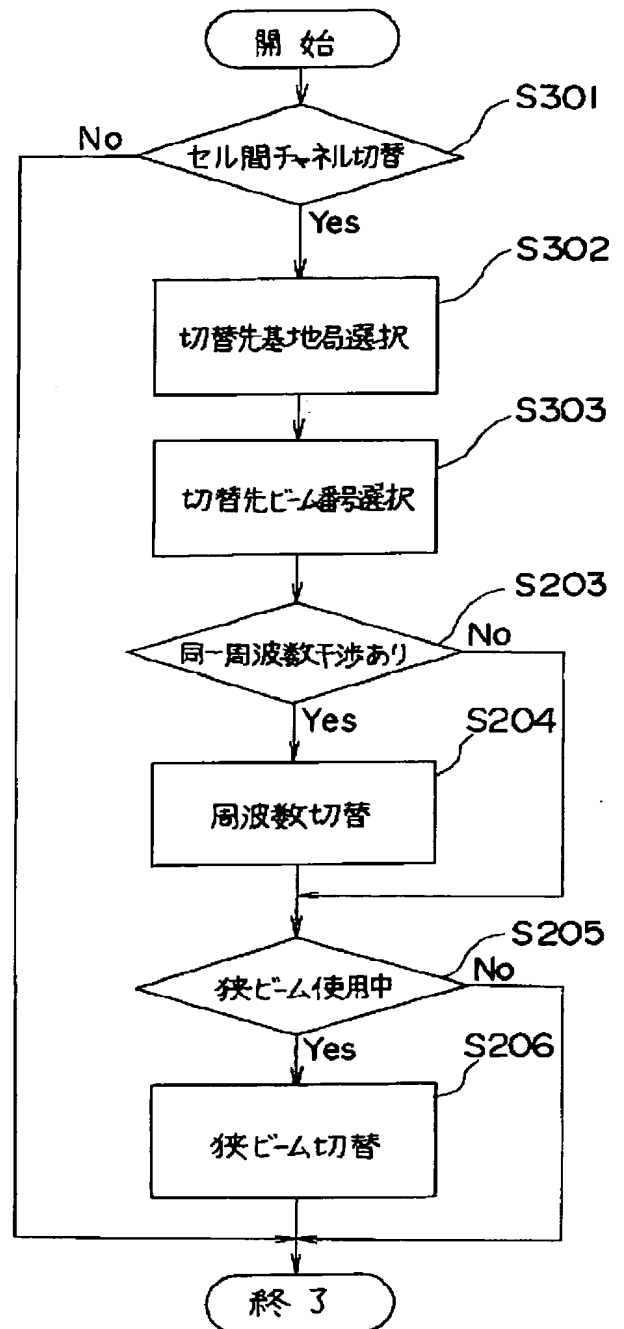 開始
S301
No
セル間チャネル切替
Yes
S302
切替先基地局選択
S303
切替先ビーム番号選択
S203
No
同一周波数干渉あり
Yes
S204
周波数切替
S205
No
狭ビーム使用中
Yes
S206
狭ビーム切替
終了